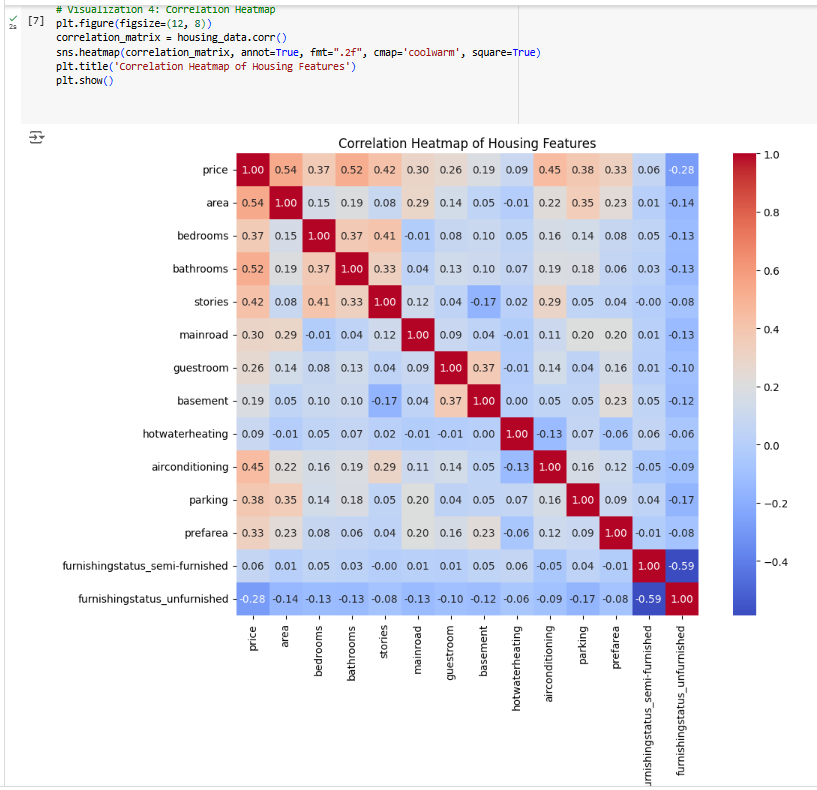 # Visualization 4: Correlation Heatmap
2s
[7]
plt.figure(figsize=(12, 8))
correlation_matrix = housing_data.corr()
sns.heatmap(correlation_matrix, annot=True, fmt=".2f", cmap='coolwarm', square=True)
plt.title('Correlation Heatmap of Housing Features')
plt.show()
Correlation Heatmap of Housing Features
price 1.00 0.54 0.37 0.52 0.42 0.30 0.26 0.19 0.09 0.45 0.38 0.33 0.06 -0.28
area 0.54 1.00 0.15 0.19 0.08 0.29 0.14 0.05 -0.01 0.22 0.35 0.23 0.01 -0.14
bedrooms 0.37 0.15 1.00 0.37 0.41 -0.01 0.08 0.10 0.05 0.16 0.14 0.08 0.05 -0.13
bathrooms 0.52 0.19 0.37 1.00 0.33 0.04 0.13 0.10 0.07 0.19 0.18 0.06 0.03 -0.13
stories 0.42 0.08 0.41 0.33 1.00 0.12 0.04 -0.17 0.02 0.29 0.05 0.04 -0.00 -0.08
mainroad 0.30 0.29 -0.01 0.04 0.12 1.00 0.09 0.04 -0.01 0.11 0.20 0.20 0.01 -0.13
guestroom 0.26 0.14 0.08 0.13 0.04 0.09 1.00 0.37 -0.01 0.14 0.04 0.16 0.01 -0.10
basement 0.19 0.05 0.10 0.10 -0.17 0.04 0.37 1.00 0.00 0.05 0.05 0.23 0.05 -0.12
hotwaterheating 0.09 -0.01 0.05 0.07 0.02 -0.01 -0.01 0.00 1.00 -0.13 0.07 -0.06 0.06 -0.06
airconditioning 0.45 0.22 0.16 0.19 0.29 0.11 0.14 0.05 -0.13 1.00 0.16 0.12 -0.05 -0.09
parking 0.38 0.35 0.14 0.18 0.05 0.20 0.04 0.05 0.07 0.16 1.00 0.09 0.04 -0.17
prefarea 0.33 0.23 0.08 0.06 0.04 0.20 0.16 0.23 -0.06 0.12 0.09 1.00 -0.01 -0.08
furnishingstatus_semi-furnished 0.06 0.01 0.05 0.03 -0.00 0.01 0.01 0.05 0.06 -0.05 0.04 -0.01 1.00 -0.59
furnishingstatus_unfurnished -0.28 -0.14 -0.13 -0.13 -0.08 -0.13 -0.10 -0.12 -0.06 -0.09 -0.17 -0.08 -0.59 1.00
price
area
bedrooms
bathrooms
stories
mainroad
guestroom
basement
hotwaterheating
airconditioning
parking
prefarea
urnishingstatus_semi-furnished
furnishingstatus_unfurnished
1.0
0.8
0.6
0.4
0.2
0.0
−0.2
−0.4